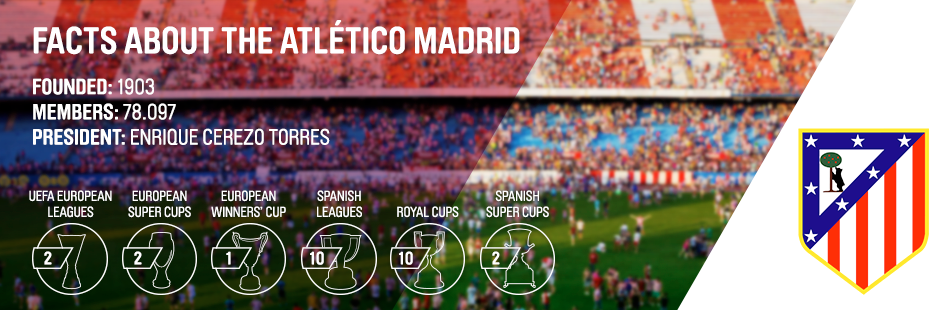 FACTS ABOUT THE ATLÉTICO MADRID
FOUNDED: 1903
MEMBERS: 78.097
PRESIDENT: ENRIQUE CEREZO TORRES
UEFA EUROPEAN LEAGUES
2
EUROPEAN SUPER CUPS
2
EUROPEAN WINNERS' CUP
1
SPANISH LEAGUES
10
ROYAL CUPS
10
SPANISH SUPER CUPS
2